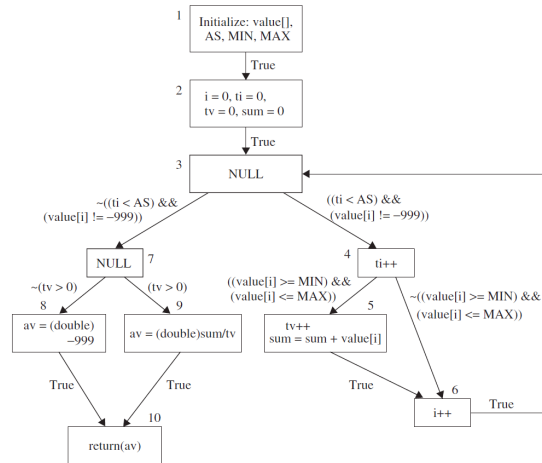 1
Initialize: value[],
AS, MIN, MAX
True
2
i = 0, ti = 0,
tv = 0, sum = 0
True
3
NULL
~((ti < AS) &&
(value[i] != −999))
((ti < AS) &&
(value[i] != −999))
NULL
7
4
ti++
~(tv > 0)
(tv > 0)
((value[i] >= MIN) &&
(value[i] <= MAX))
~((value[i] >= MIN) &&
(value[i] <= MAX))
8
av = (double)
−999
9
av = (double)sum/tv
5
tv++
sum = sum + value[i]
True
True
True
6
i++
True
10
return(av)